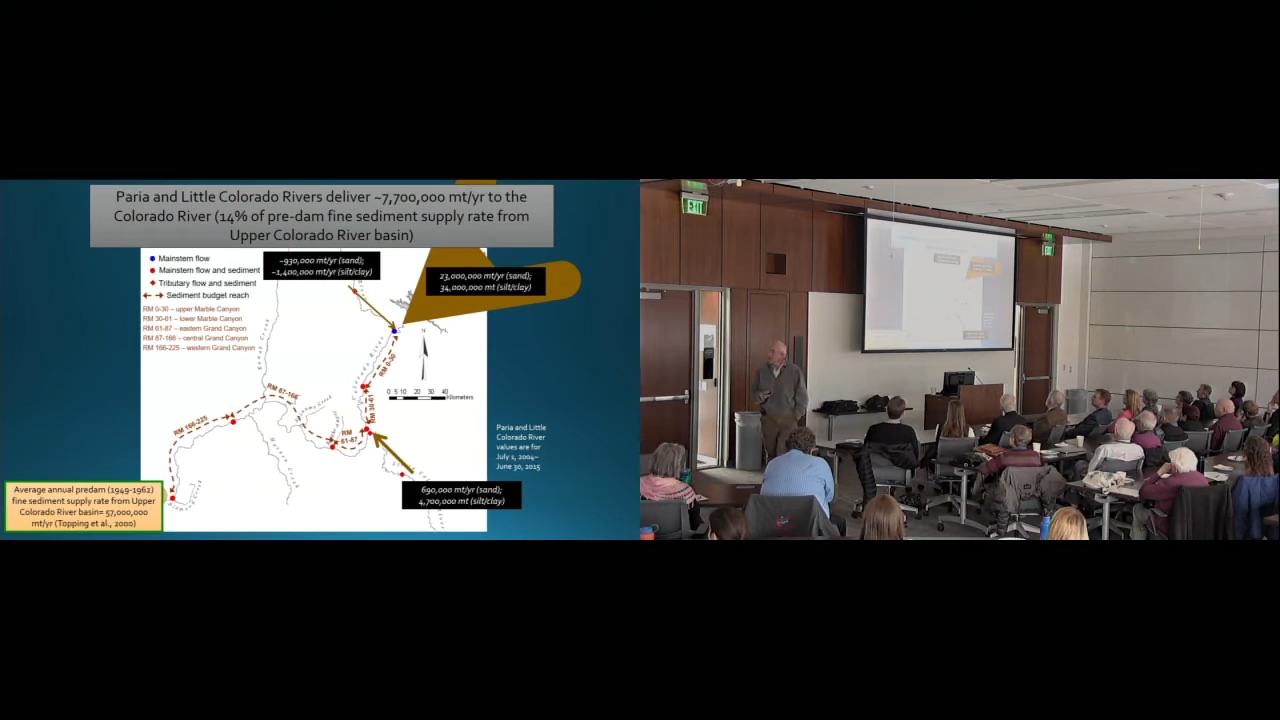 Paria and Little Colorado Rivers deliver ~7,700,000 mt/yr to the
Colorado River (14% of pre-dam fine sediment supply rate from
Upper Colorado River basin)
Mainstem flow
Mainstem flow and sediment
Tributary flow and sediment
Sediment budget reach
RM 0-30 – upper Marble Canyon
RM 30-61 – lower Marble Canyon
RM 61-87 – eastern Grand Canyon
RM 87-166 – central Grand Canyon
RM 166-225 – western Grand Canyon
~930,000 mt/yr (sand);
~1,400,000 mt/yr (silt/clay)
23,000,000 mt/yr (sand);
34,000,000 mt (silt/clay)
N
RM 0-30
0 5 10 20 30 40
Kilometers
RM 30-61
RM 87-166
RM 166-225
RM
61-87
Paria and Little
Colorado River
values are for
July 1, 2004–
June 30, 2015
690,000 mt/yr (sand);
4,700,000 mt (silt/clay)
Average annual predam (1949-1962)
fine sediment supply rate from Upper
Colorado River basin= 57,000,000
mt/yr (Topping et al., 2000)
EXIT
EXIT